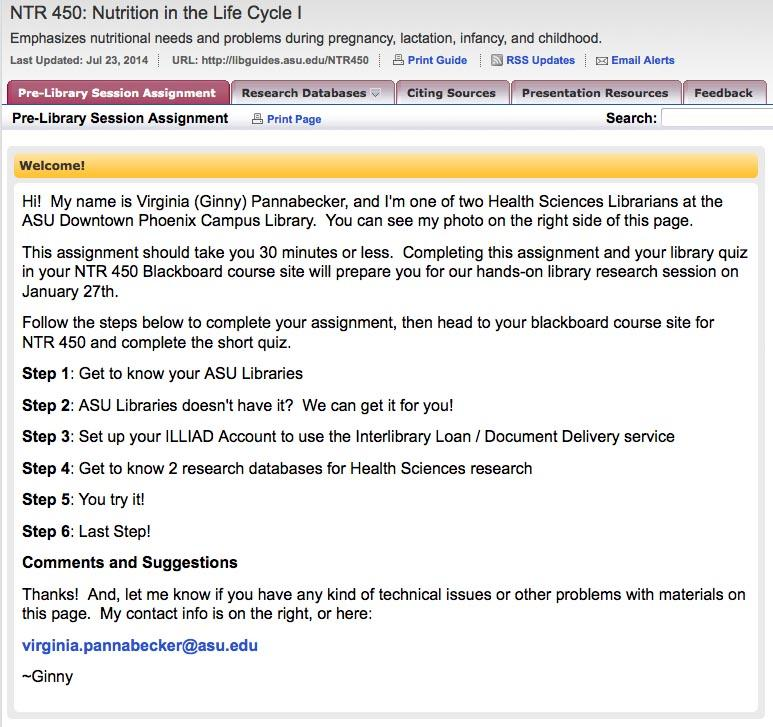 NTR 450: Nutrition in the Life Cycle I
Emphasizes nutritional needs and problems during pregnancy, lactation, infancy, and childhood.
Last Updated: Jul 23, 2014 URL: http://libguides.asu.edu/NTR450 Print Guide RSS Updates Email Alerts
Pre-Library Session Assignment Research Databases Citing Sources Presentation Resources Feedback
Pre-Library Session Assignment Print Page Search:
Welcome!
Hi!  My name is Virginia (Ginny) Pannabecker, and I'm one of two Health Sciences Librarians at the
ASU Downtown Phoenix Campus Library.  You can see my photo on the right side of this page.
This assignment should take you 30 minutes or less.  Completing this assignment and your library quiz
in your NTR 450 Blackboard course site will prepare you for our hands-on library research session on
January 27th.
Follow the steps below to complete your assignment, then head to your blackboard course site for
NTR 450 and complete the short quiz.
Step 1: Get to know your ASU Libraries
Step 2: ASU Libraries doesn't have it?  We can get it for you!
Step 3: Set up your ILLIAD Account to use the Interlibrary Loan / Document Delivery service
Step 4: Get to know 2 research databases for Health Sciences research
Step 5: You try it!
Step 6: Last Step!
Comments and Suggestions
Thanks!  And, let me know if you have any kind of technical issues or other problems with materials on
this page.  My contact info is on the right, or here:
virginia.pannabecker@asu.edu
~Ginny